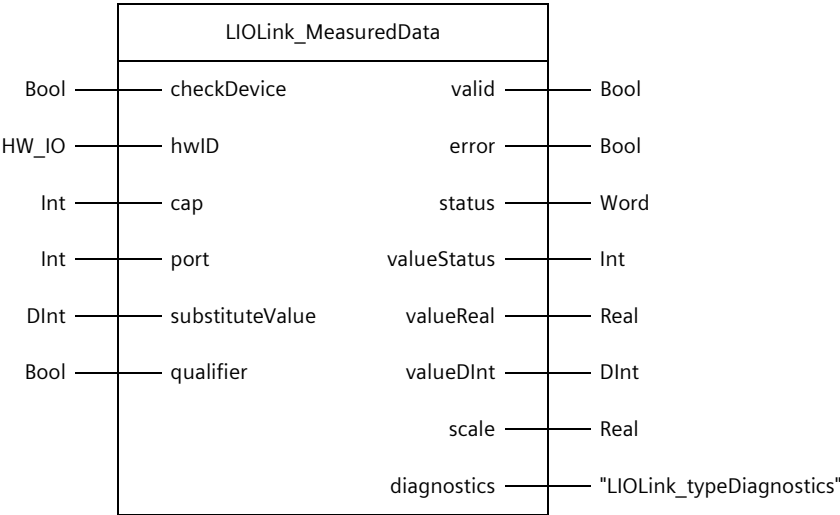 LIOLink_MeasuredData
Bool checkDevice valid Bool
HW_IO hwID error Bool
Int cap status Word
Int port valueStatus Int
DInt substituteValue valueReal Real
Bool qualifier valueDInt DInt
scale Real
diagnostics "LIOLink_typeDiagnostics"